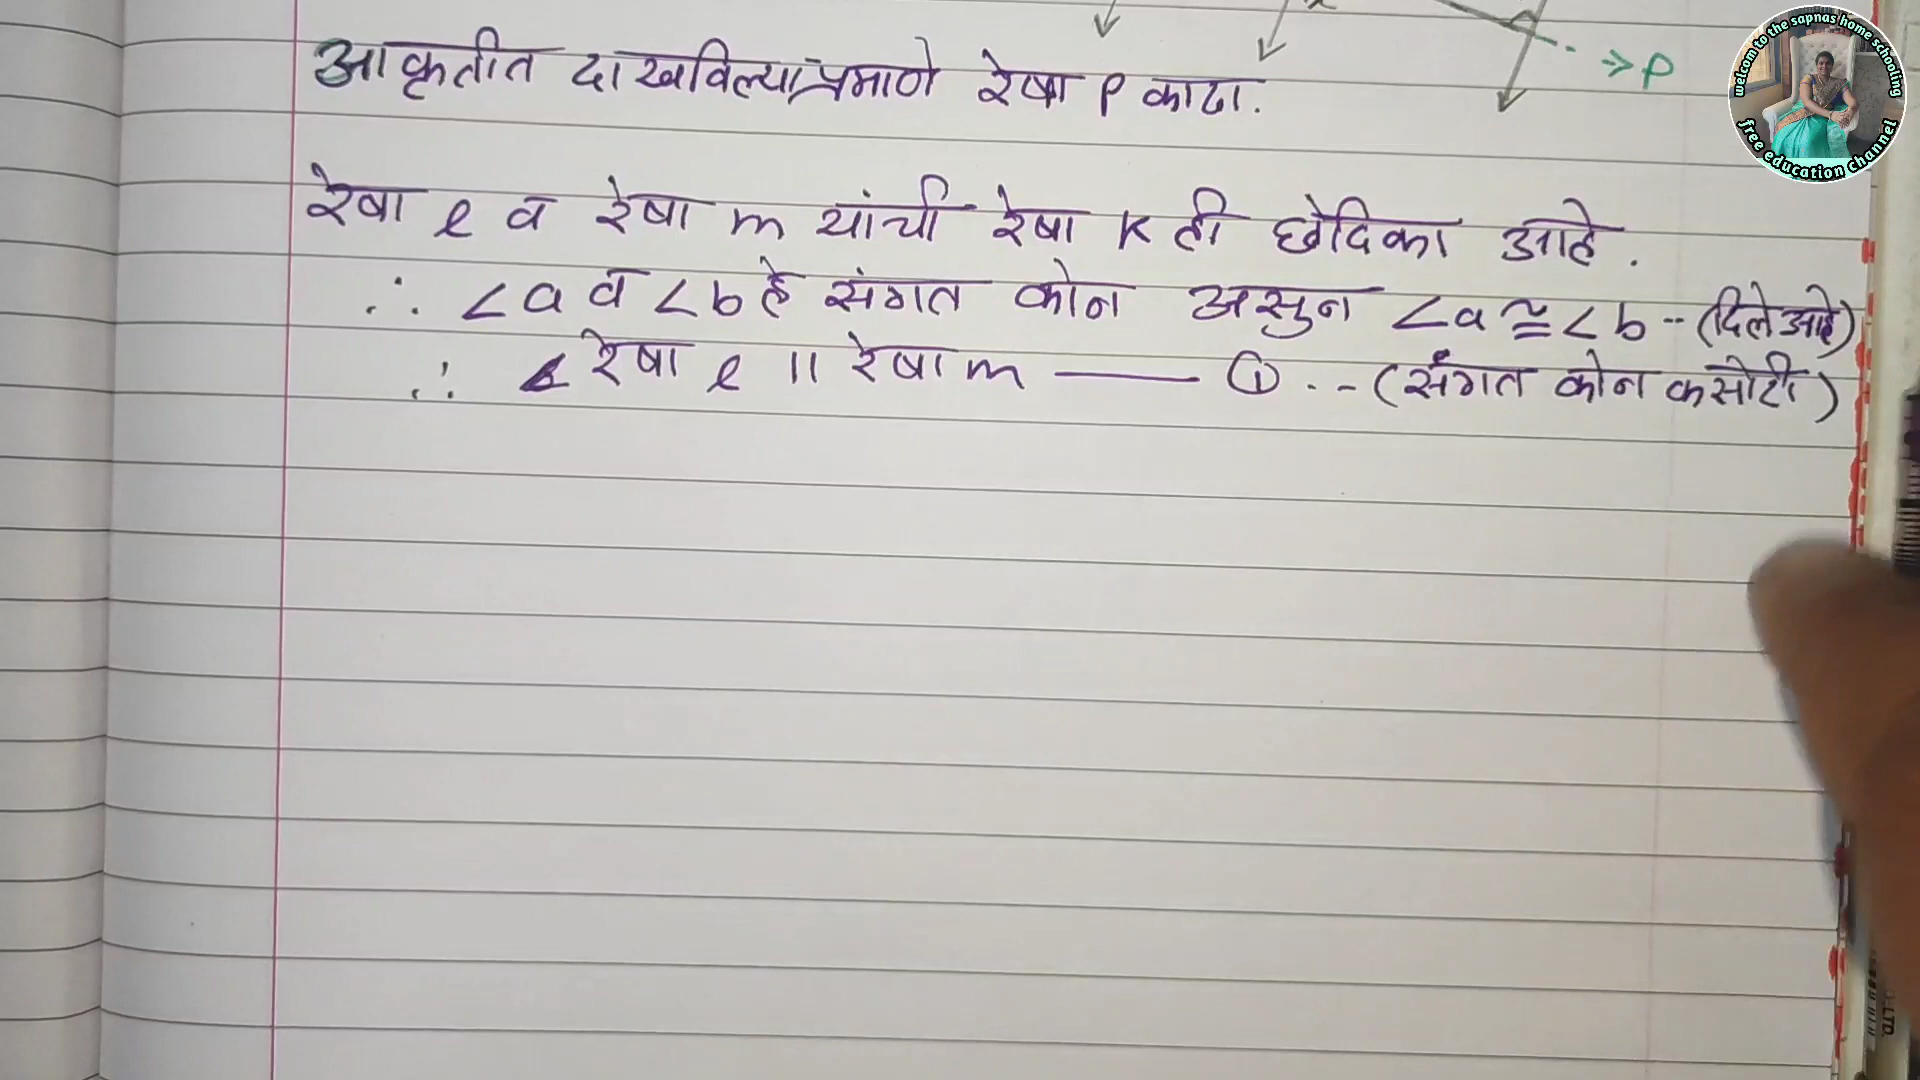 → P
आकृतीत दाखविल्याप्रमाणे रेषा P काढा.
रेषा l व रेषा m यांची रेषा K ही छेदिका आहे.
∴ ∠a व ∠b हे संगत कोन असुन ∠a ≅ ∠b -- (दिले आहे)
∴ रेषा l || रेषा m —— ① -- (संगत कोन कसोटी)
welcom to the sapnas home schooling
free education channel
LTD.